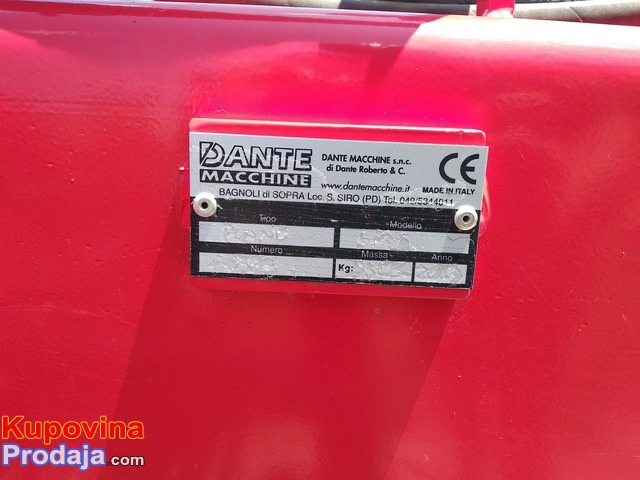 DANTE
MACCHINE
DANTE MACCHINE s.n.c.
di Dante Roberto & C.
www.dantemacchine.it
CE
MADE IN ITALY
BAGNOLI di SOPRA Loc. S. SIRO (PD) Tel. 049/5344011
Tipo
Modello
Numero
Massa
Anno
Kg:
Kupovina
Prodaja.com